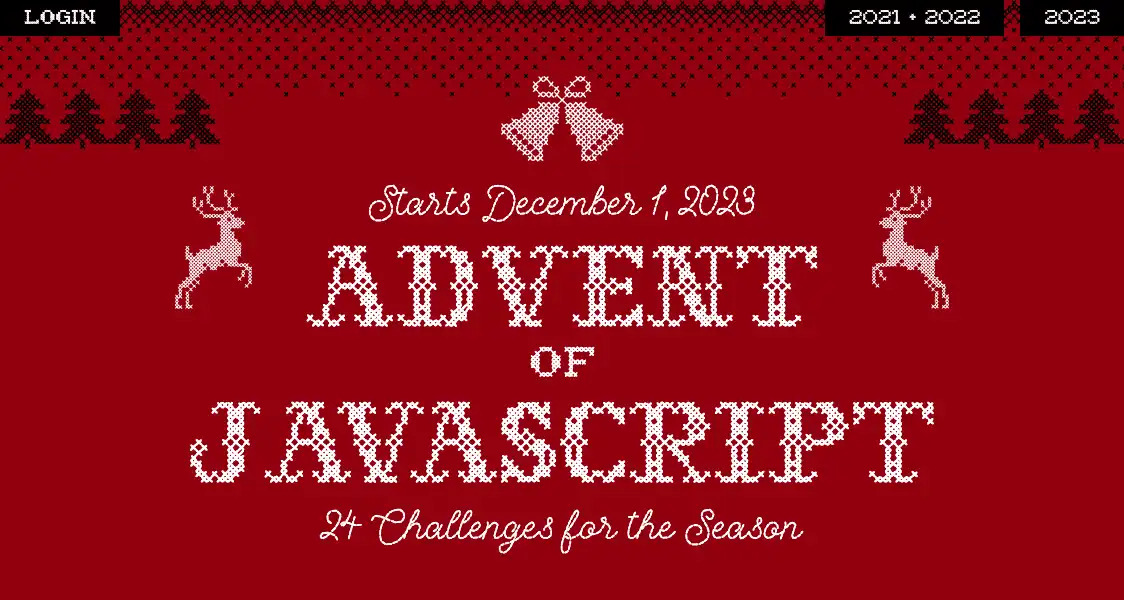 LOGIN
2021 + 2022
2023
Starts December 1, 2023
ADVENT
OF
JAVASCRIPT
24 Challenges for the Season